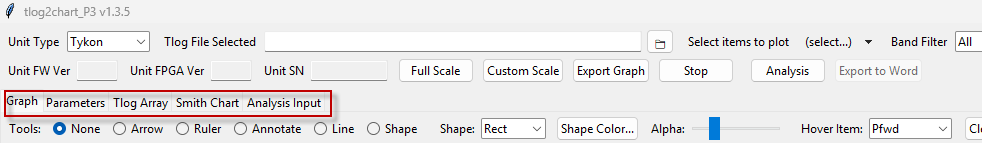 tlog2chart_P3 v1.3.5
Unit Type Tykon Tlog File Selected Select items to plot (select...) Band Filter All
Unit FW Ver Unit FPGA Ver Unit SN Full Scale Custom Scale Export Graph Stop Analysis Export to Word
Graph Parameters Tlog Array Smith Chart Analysis Input
Tools: None Arrow Ruler Annotate Line Shape Shape: Rect Shape Color... Alpha: Hover Item: Pfwd